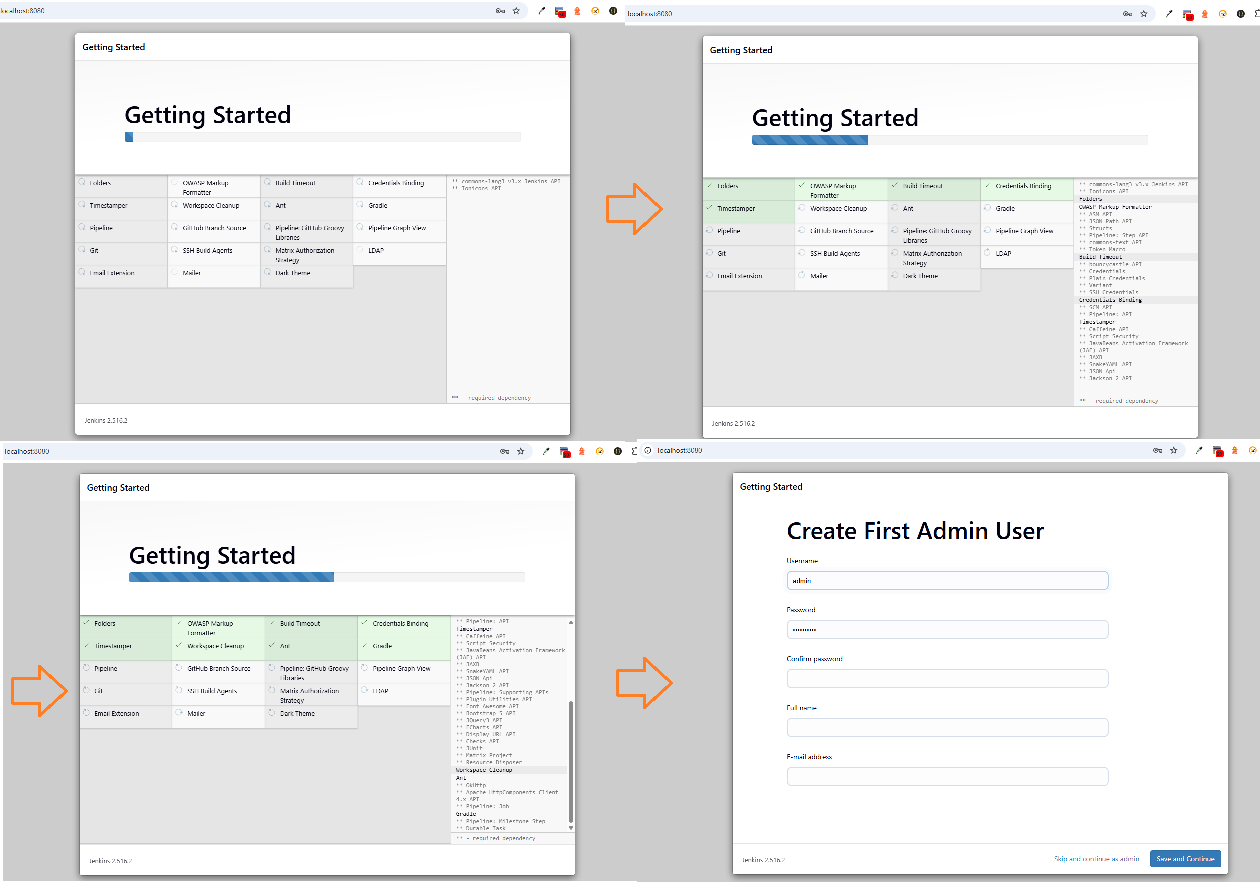 localhost:8080
Getting Started
Getting Started
Folders
OWASP Markup Formatter
Build Timeout
Credentials Binding
Timestamper
Workspace Cleanup
Ant
Gradle
Pipeline
GitHub Branch Source
Pipeline: GitHub Groovy Libraries
Pipeline Graph View
Git
SSH Build Agents
Matrix Authorization Strategy
LDAP
Email Extension
Mailer
Dark Theme
** commons-lang3 v3.x Jenkins API
** Ionicons API
** - required dependency
Jenkins 2.516.2
localhost:8080
Getting Started
Getting Started
Folders
OWASP Markup Formatter
Build Timeout
Credentials Binding
Timestamper
Workspace Cleanup
Ant
Gradle
Pipeline
GitHub Branch Source
Pipeline: GitHub Groovy Libraries
Pipeline Graph View
Git
SSH Build Agents
Matrix Authorization Strategy
LDAP
Email Extension
Mailer
Dark Theme
** commons-lang3 v3.x Jenkins API
** Ionicons API
Folders
OWASP Markup Formatter
** ASM API
** JSON Path API
** Structs
** Pipeline: Step API
** commons-text API
** Token Macro
Build Timeout
** bouncycastle API
** Credentials
** Plain Credentials
** Variant
** SSH Credentials
Credentials Binding
** SCM API
** Pipeline: API
Timestamper
** Caffeine API
** Script Security
** JavaBeans Activation Framework (JAF) API
** JAXB
** SnakeYAML API
** JSON Api
** Jackson 2 API
** - required dependency
Jenkins 2.516.2
localhost:8080
Getting Started
Getting Started
Folders
OWASP Markup Formatter
Build Timeout
Credentials Binding
Timestamper
Workspace Cleanup
Ant
Gradle
Pipeline
GitHub Branch Source
Pipeline: GitHub Groovy Libraries
Pipeline Graph View
Git
SSH Build Agents
Matrix Authorization Strategy
LDAP
Email Extension
Mailer
Dark Theme
** Pipeline: API
Timestamper
** Caffeine API
** Script Security
** JavaBeans Activation Framework (JAF) API
** JAXB
** SnakeYAML API
** JSON Api
** Jackson 2 API
** Pipeline: Supporting APIs
** Plugin Utilities API
** Font Awesome API
** Bootstrap 5 API
** JQuery3 API
** ECharts API
** Display URL API
** Checks API
** JUnit
** Matrix Project
** Resource Disposer
Workspace Cleanup
Ant
** OkHttp
** Apache HttpComponents Client 4.x API
** Pipeline: Job
Gradle
** Pipeline: Milestone Step
** Durable Task
** - required dependency
Jenkins 2.516.2
localhost:8080
Getting Started
Create First Admin User
Username
admin
Password
Confirm password
Full name
E-mail address
Jenkins 2.516.2
Skip and continue as admin
Save and Continue